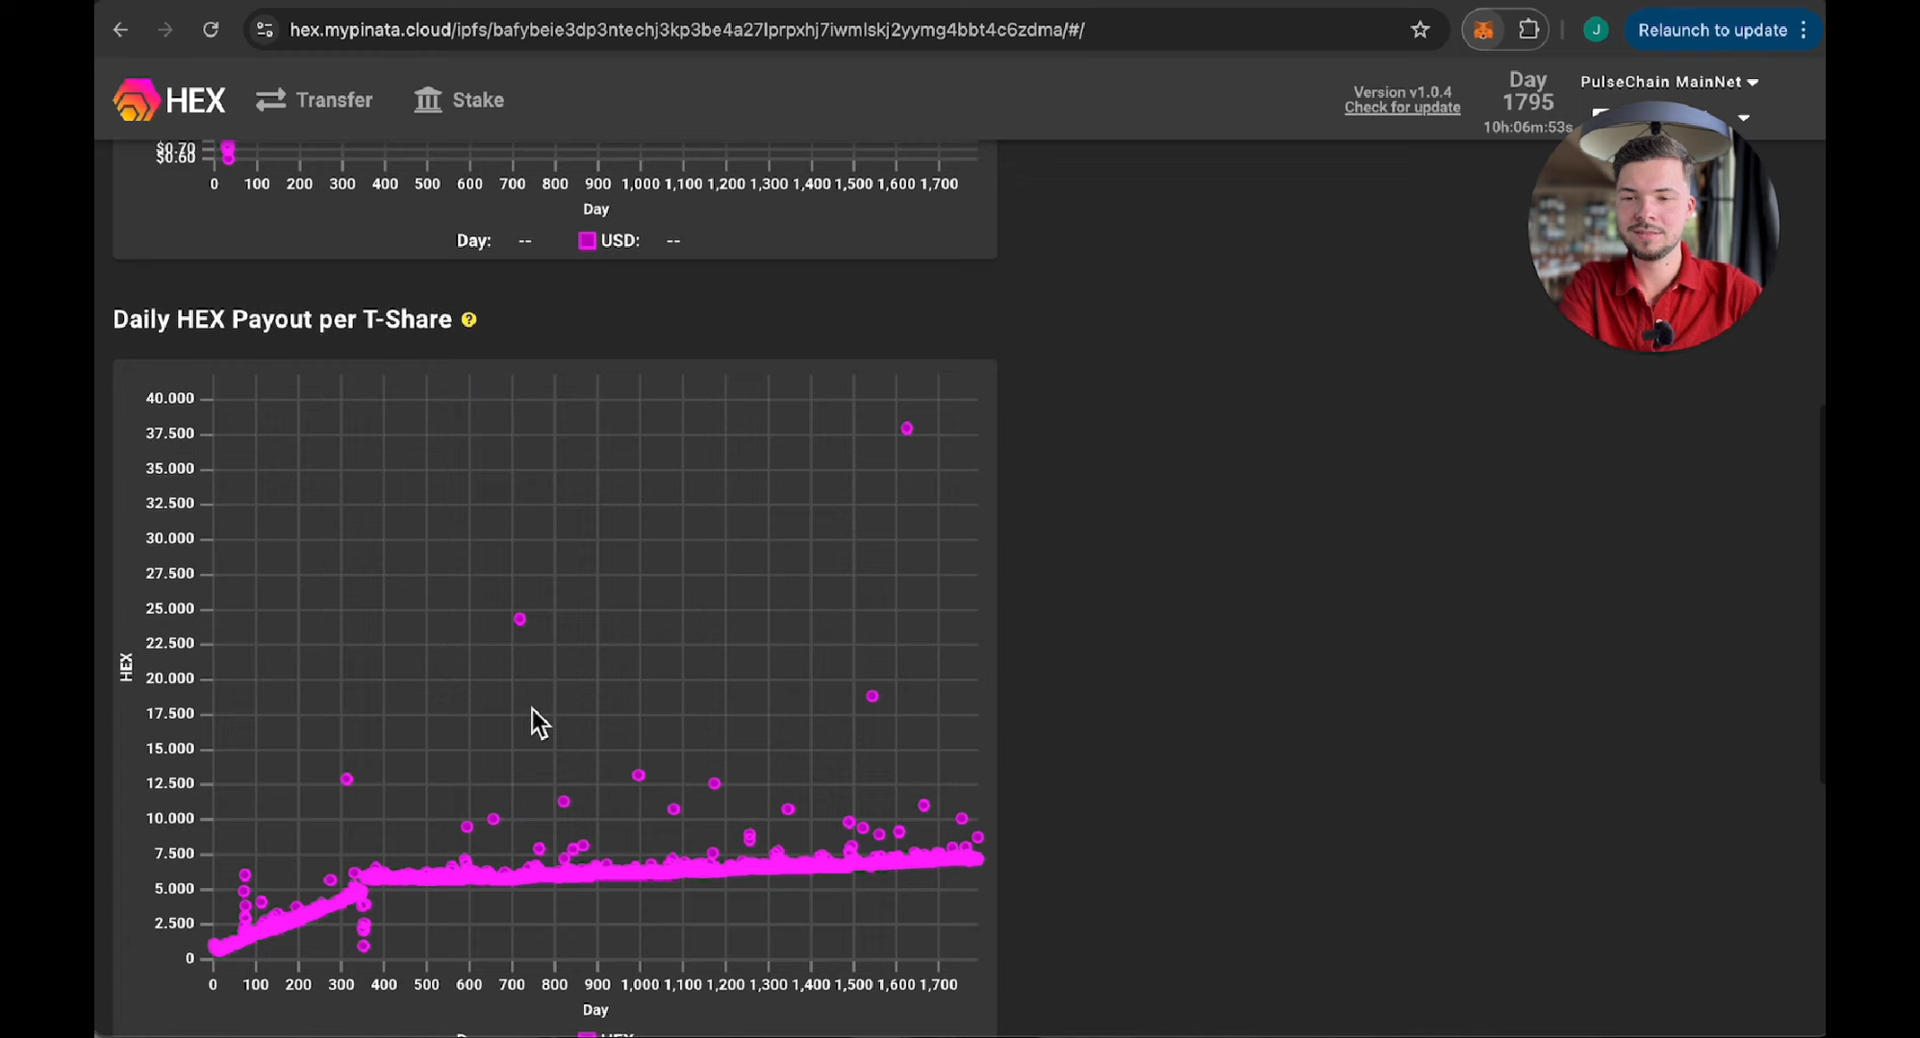 hex.mypinata.cloud/ipfs/bafybeie3dp3ntechj3kp3be4a27lprpxhj7iwmlskj2yymg4bbt4c6zdma/#/
J
Relaunch to update
HEX
Transfer
Stake
Version v1.0.4
Check for update
Day
1795
10h:06m:53s
PulseChain MainNet
$0.70
$0.60
0 100 200 300 400 500 600 700 800 900 1,000 1,100 1,200 1,300 1,400 1,500 1,600 1,700
Day
Day: -- USD: --
Daily HEX Payout per T-Share ?
40.000
37.500
35.000
32.500
30.000
27.500
25.000
22.500
HEX
20.000
17.500
15.000
12.500
10.000
7.500
5.000
2.500
0
0 100 200 300 400 500 600 700 800 900 1,000 1,100 1,200 1,300 1,400 1,500 1,600 1,700
Day